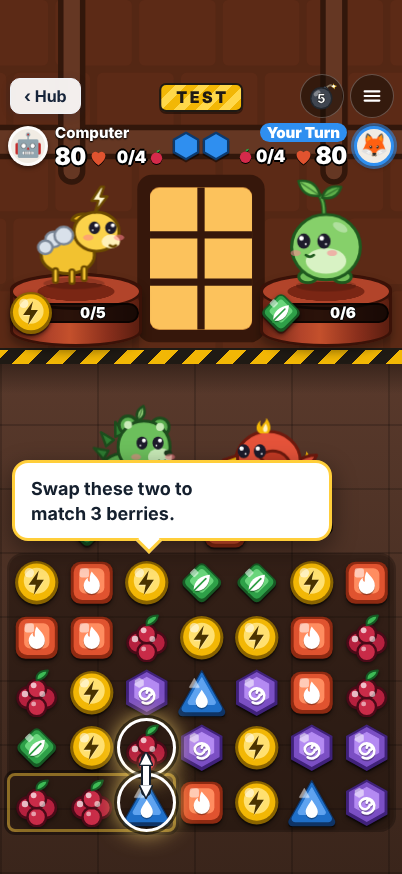 ‹ Hub
TEST
5
Computer
Your Turn
80 0/4
0/4 80
0/5
0/6
Swap these two to
match 3 berries.